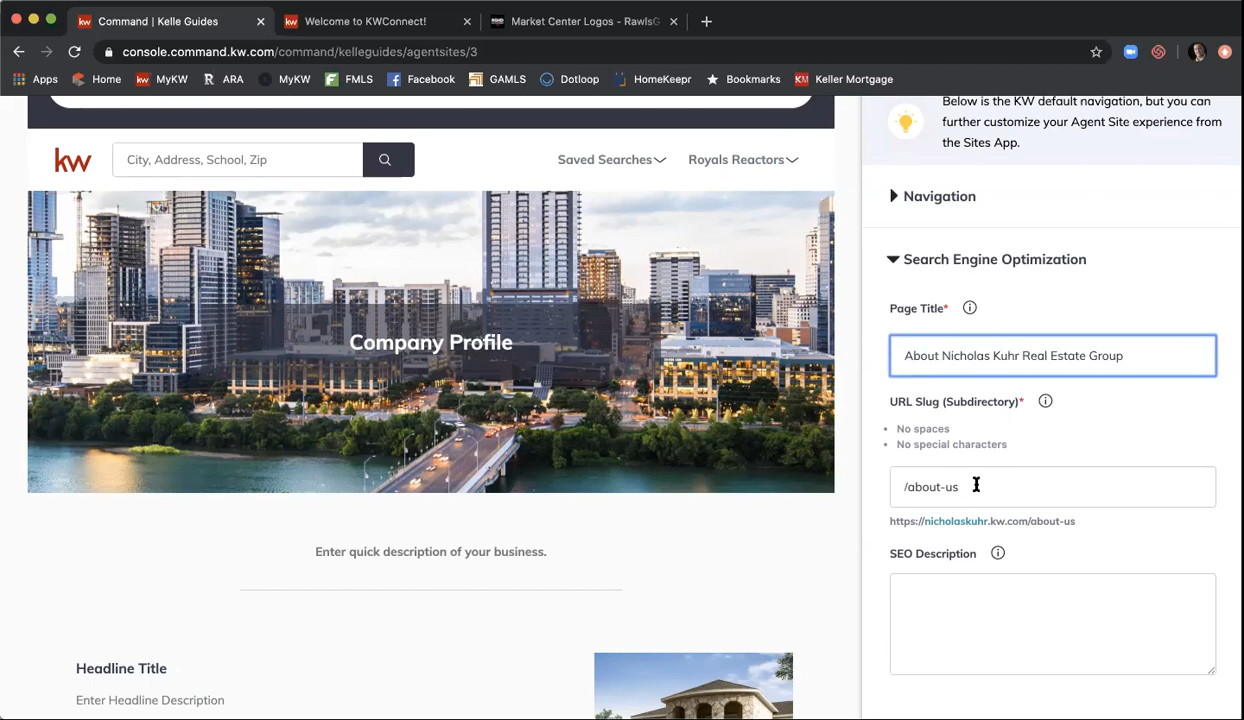 Command | Kelle Guides
Welcome to KWConnect!
Market Center Logos - RawlsG
console.command.kw.com/command/kelleguides/agentsites/3
Apps Home MyKW ARA MyKW FMLS Facebook GAMLS Dotloop HomeKeepr Bookmarks Keller Mortgage
kw
City, Address, School, Zip
Saved Searches
Royals Reactors
Company Profile
Enter quick description of your business.
Headline Title
Enter Headline Description
Below is the KW default navigation, but you can
further customize your Agent Site experience from
the Sites App.
Navigation
Search Engine Optimization
Page Title*
About Nicholas Kuhr Real Estate Group
URL Slug (Subdirectory)*
No spaces
No special characters
/about-us
https://nicholaskuhr.kw.com/about-us
SEO Description